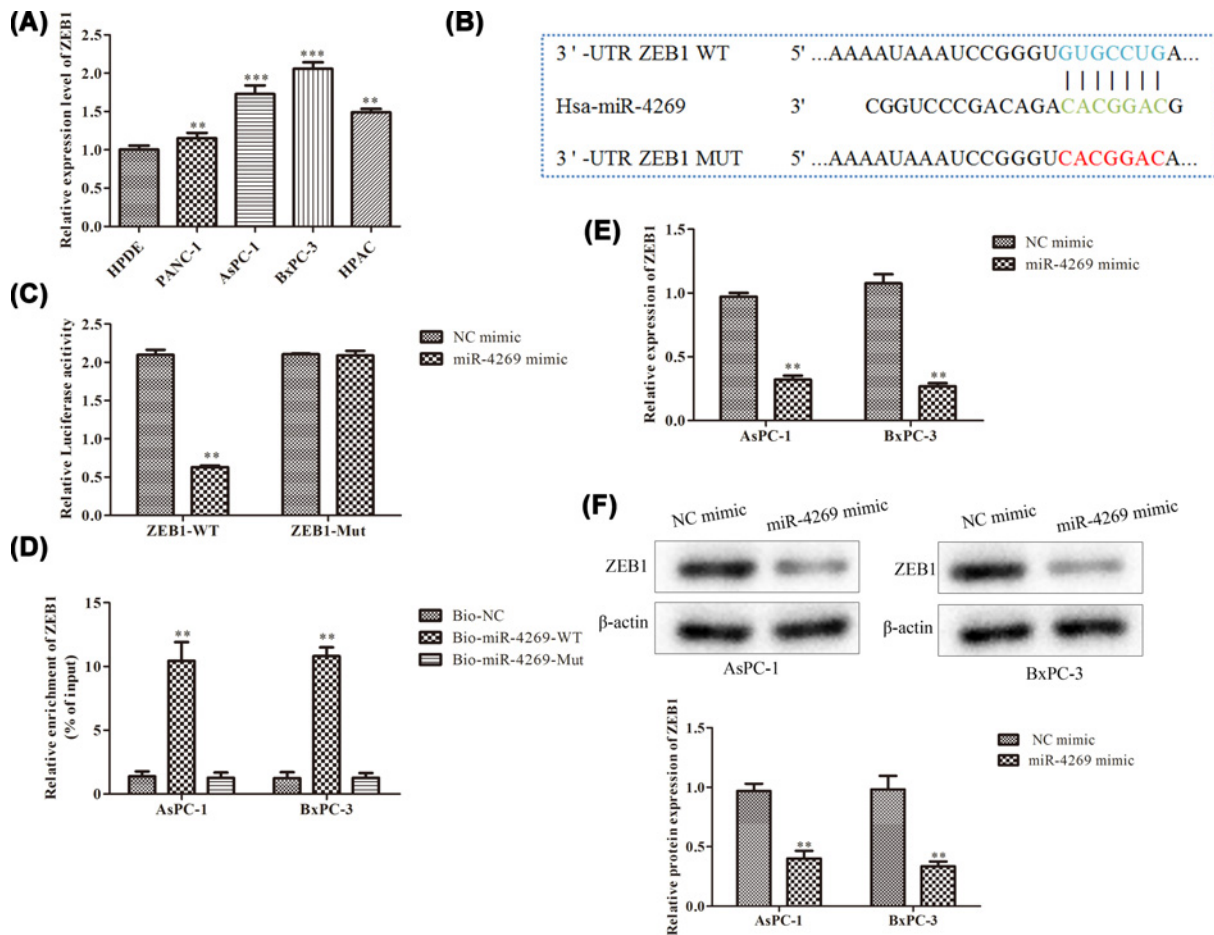 (A)
Relative expression level of ZEB1
2.5
2.0
1.5
1.0
0.5
0.0
**
***
***
**
HPDE
PANC-1
AsPC-1
BxPC-3
HPAC
(B)
3'-UTR ZEB1 WT 5' ...AAAAUAAAUCCGGGUGUGCCUGA...
Hsa-miR-4269 3' CGGUCCCGACAGACACGGACG
3'-UTR ZEB1 MUT 5' ...AAAAUAAAUCCGGGUCACGGACA...
(C)
Relative Luciferase acitivity
2.5
2.0
1.5
1.0
0.5
0.0
**
ZEB1-WT
ZEB1-Mut
NC mimic
miR-4269 mimic
(D)
Relative enrichment of ZEB1
(% of input)
15
10
5
0
**
**
AsPC-1
BxPC-3
Bio-NC
Bio-miR-4269-WT
Bio-miR-4269-Mut
(E)
Relative expression of ZEB1
1.5
1.0
0.5
0.0
**
**
AsPC-1
BxPC-3
NC mimic
miR-4269 mimic
(F)
NC mimic miR-4269 mimic
ZEB1
β-actin
AsPC-1
NC mimic miR-4269 mimic
ZEB1
β-actin
BxPC-3
Relative protein expression of ZEB1
1.5
1.0
0.5
0.0
**
**
AsPC-1
BxPC-3
NC mimic
miR-4269 mimic